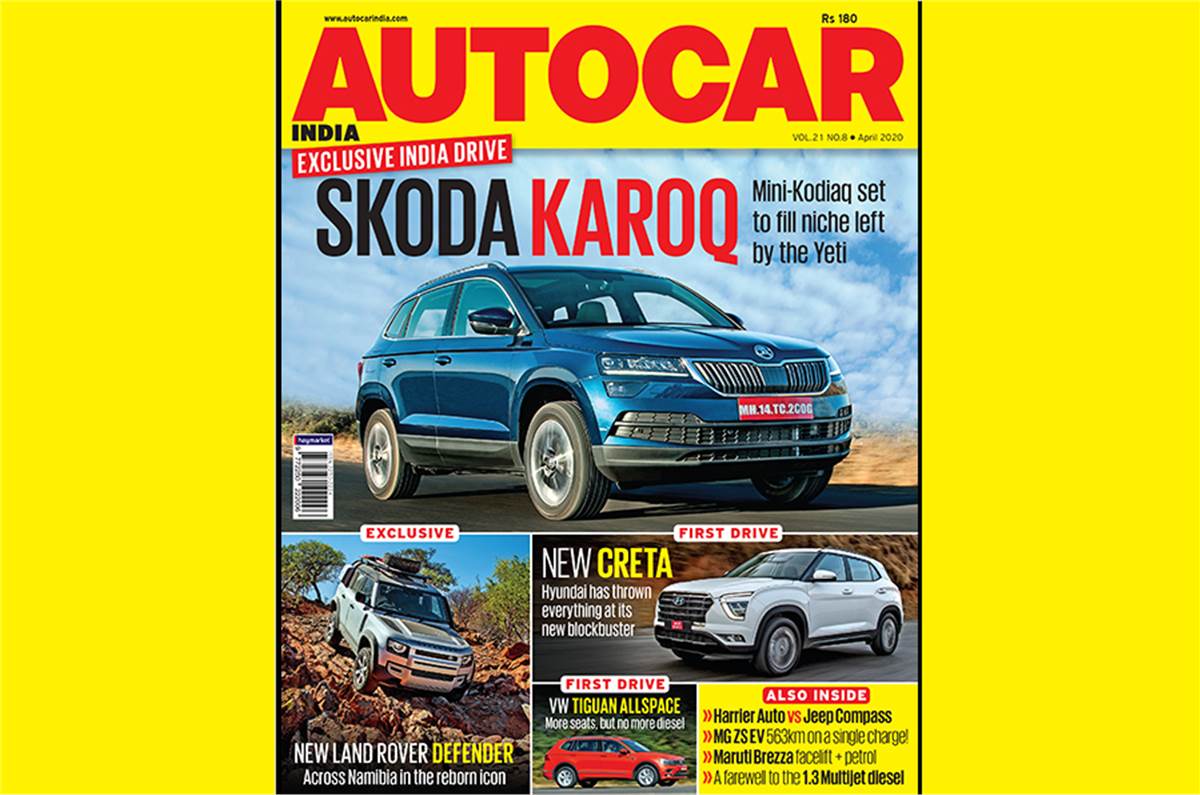 www.autocarindia.com
Rs 180
AUTOCAR
INDIA
VOL.21 NO.8 ● April 2020
EXCLUSIVE INDIA DRIVE
SKODA KAROQ
Mini-Kodiaq set
to fill niche left
by the Yeti
MH.14.TC.200G
haymarket
EXCLUSIVE
NEW LAND ROVER DEFENDER
Across Namibia in the reborn icon
FIRST DRIVE
NEW CRETA
Hyundai has thrown
everything at its
new blockbuster
FIRST DRIVE
VW TIGUAN ALLSPACE
More seats, but no more diesel
ALSO INSIDE
»Harrier Auto vs Jeep Compass
»MG ZS EV 563km on a single charge!
»Maruti Brezza facelift + petrol
»A farewell to the 1.3 Multijet diesel